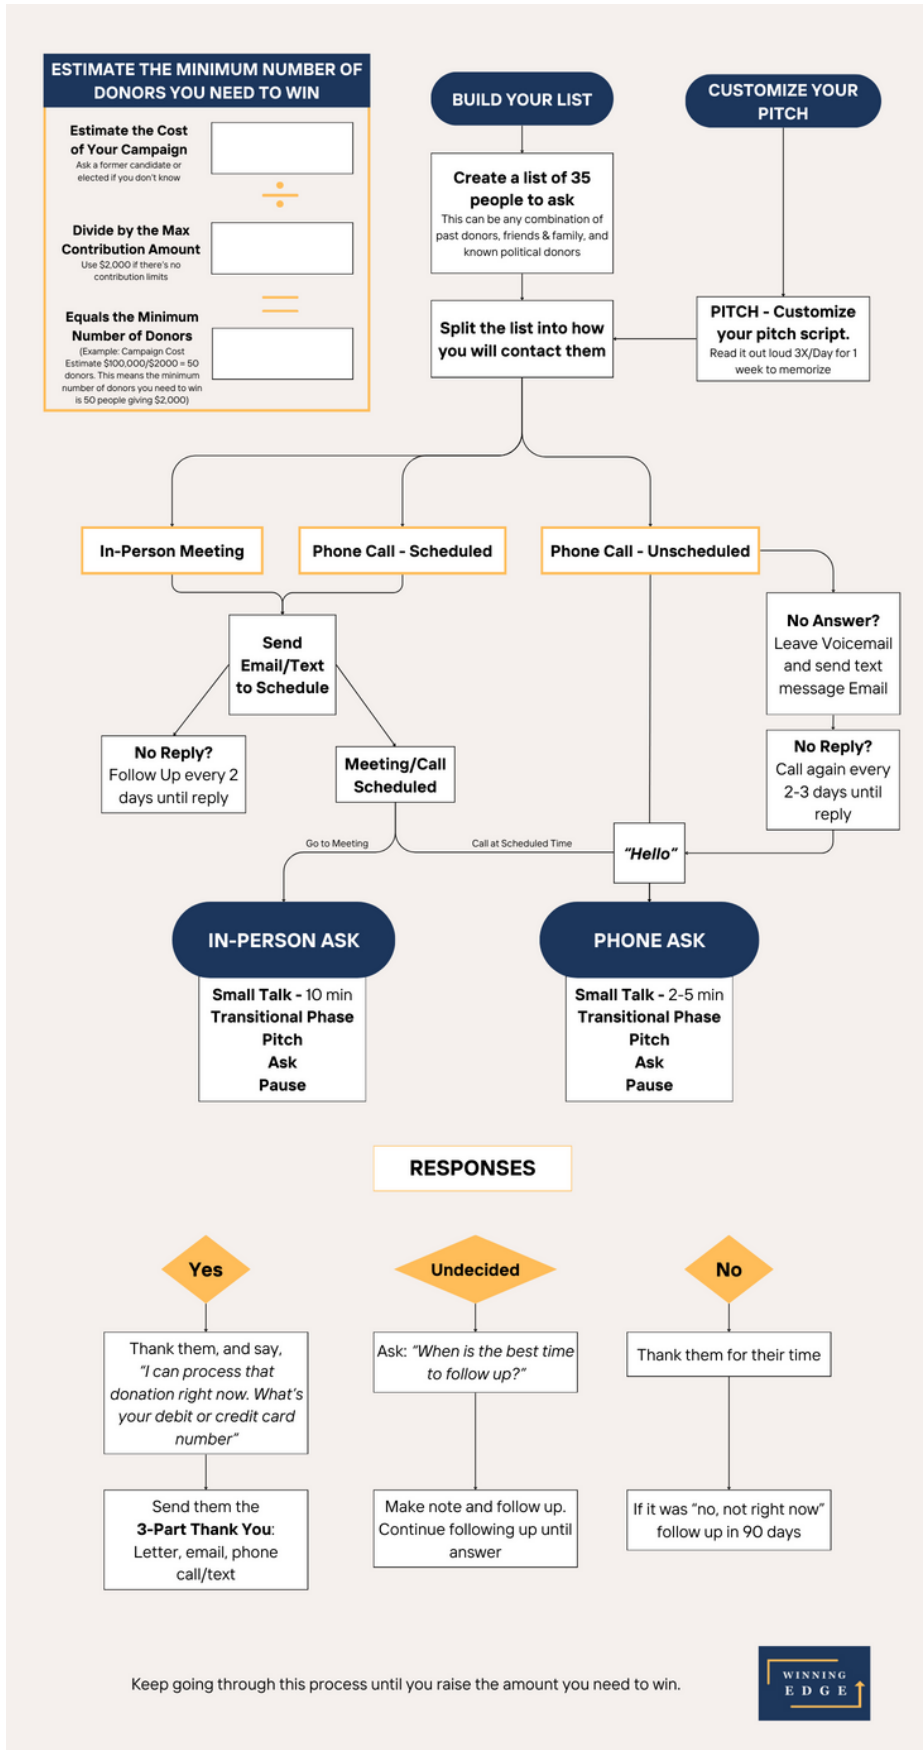 ESTIMATE THE MINIMUM NUMBER OF
DONORS YOU NEED TO WIN
Estimate the Cost
of Your Campaign
Ask a former candidate or
elected if you don't know
Divide by the Max
Contribution Amount
Use $2,000 if there's no
contribution limits
Equals the Minimum
Number of Donors
(Example: Campaign Cost
Estimate $100,000/$2000 = 50
donors. This means the minimum
number of donors you need to win
is 50 people giving $2,000)
BUILD YOUR LIST
Create a list of 35
people to ask
This can be any combination of
past donors, friends & family, and
known political donors
Split the list into how
you will contact them
CUSTOMIZE YOUR
PITCH
PITCH - Customize
your pitch script.
Read it out loud 3X/Day for 1
week to memorize
In-Person Meeting
Phone Call - Scheduled
Phone Call - Unscheduled
Send
Email/Text
to Schedule
No Reply?
Follow Up every 2
days until reply
Meeting/Call
Scheduled
No Answer?
Leave Voicemail
and send text
message Email
No Reply?
Call again every
2-3 days until
reply
Go to Meeting
Call at Scheduled Time
"Hello"
IN-PERSON ASK
Small Talk - 10 min
Transitional Phase
Pitch
Ask
Pause
PHONE ASK
Small Talk - 2-5 min
Transitional Phase
Pitch
Ask
Pause
RESPONSES
Yes
Thank them, and say,
"I can process that
donation right now. What's
your debit or credit card
number"
Send them the
3-Part Thank You:
Letter, email, phone
call/text
Undecided
Ask: "When is the best time
to follow up?"
Make note and follow up.
Continue following up until
answer
No
Thank them for their time
If it was "no, not right now"
follow up in 90 days
Keep going through this process until you raise the amount you need to win.
WINNING
EDGE